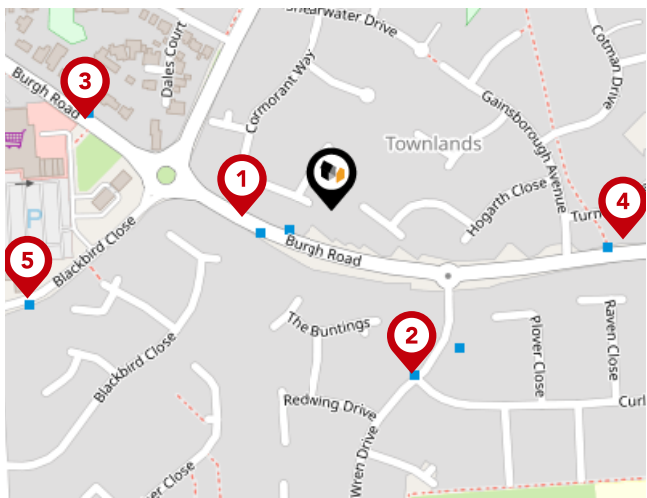 Shearwater Drive
Dales Court
Cotman Drive
3
Burgh Road
Cormorant Way
Gainsborough Avenue
Townlands
1
4
Hogarth Close
P
Turn
Blackbird Close
5
Burgh Road
The Buntings
2
Plover Close
Raven Close
Blackbird Close
Redwing Drive
Curl
Wren Drive
er Close